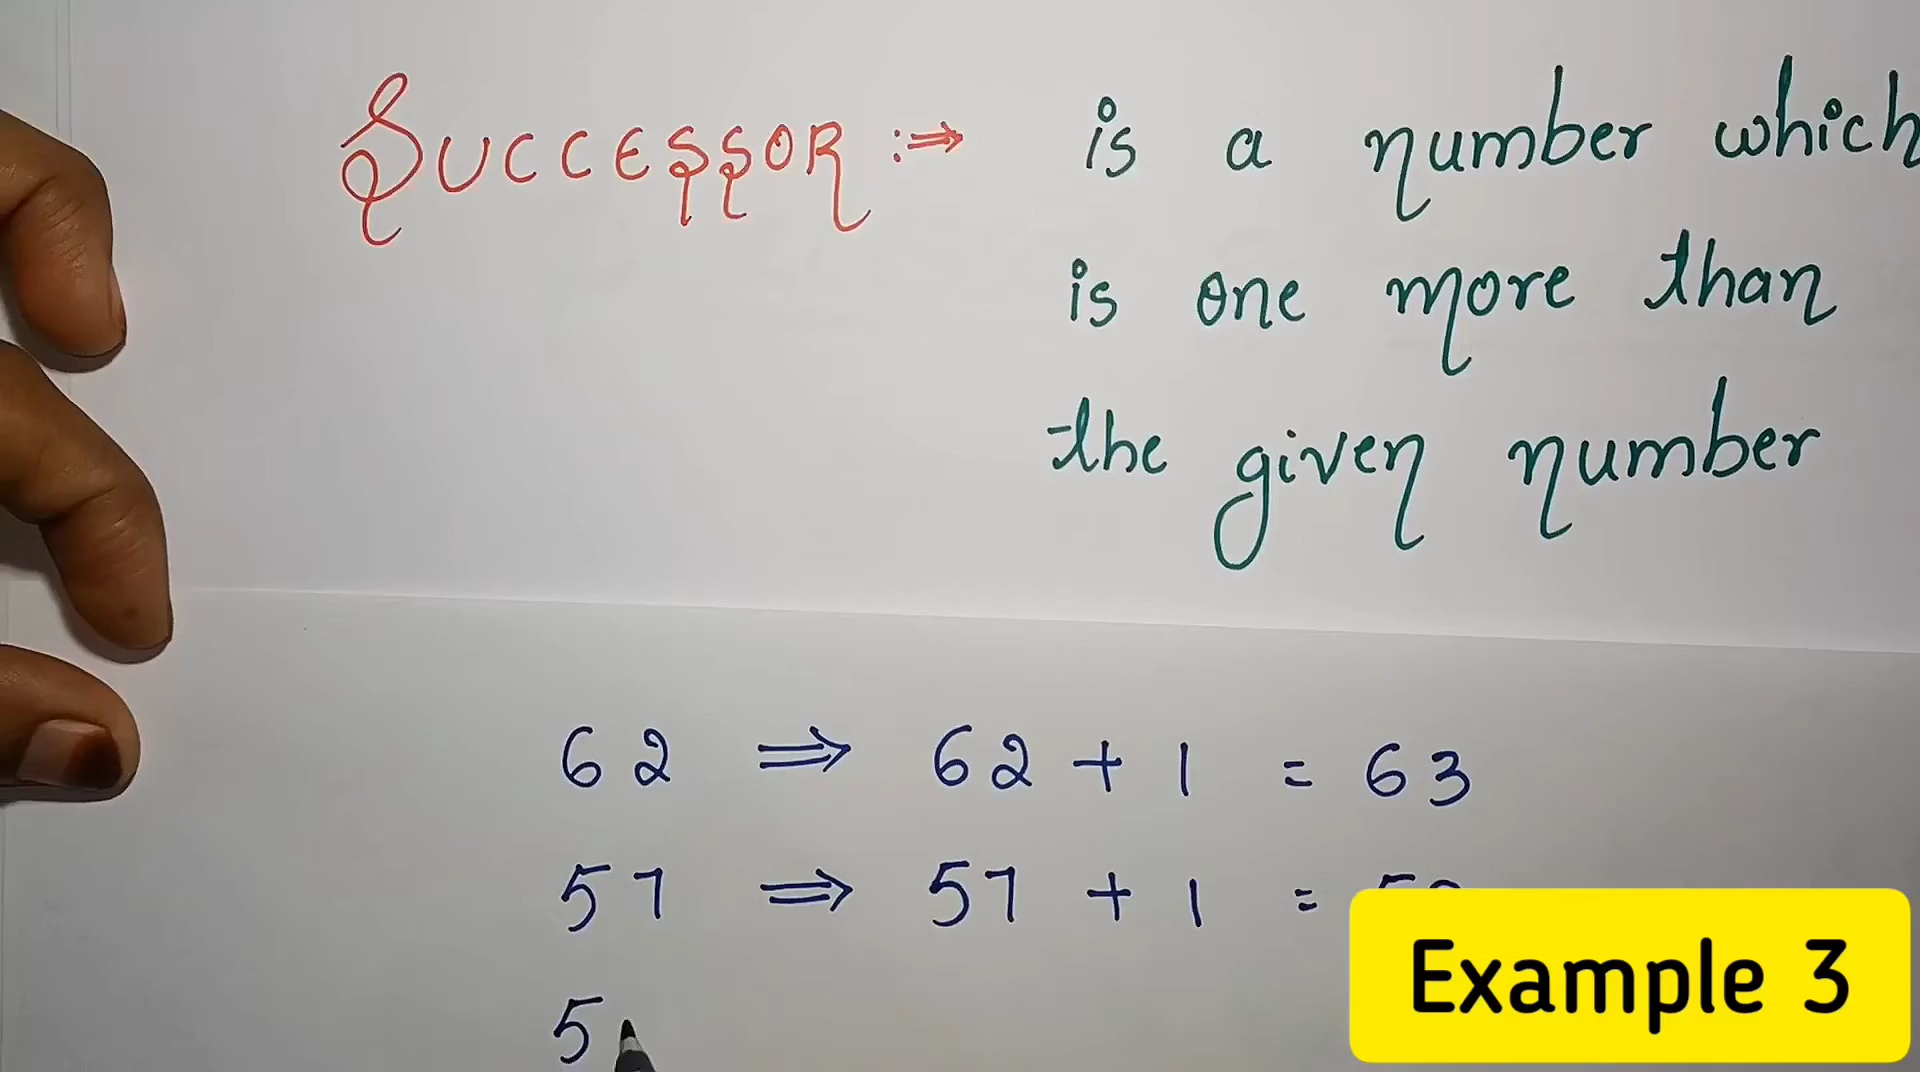 SUCCESSOR :⇒ is a number which
is one more than
the given number
62 ⇒ 62 + 1 = 63
57 ⇒ 57 + 1 =
5
Example 3